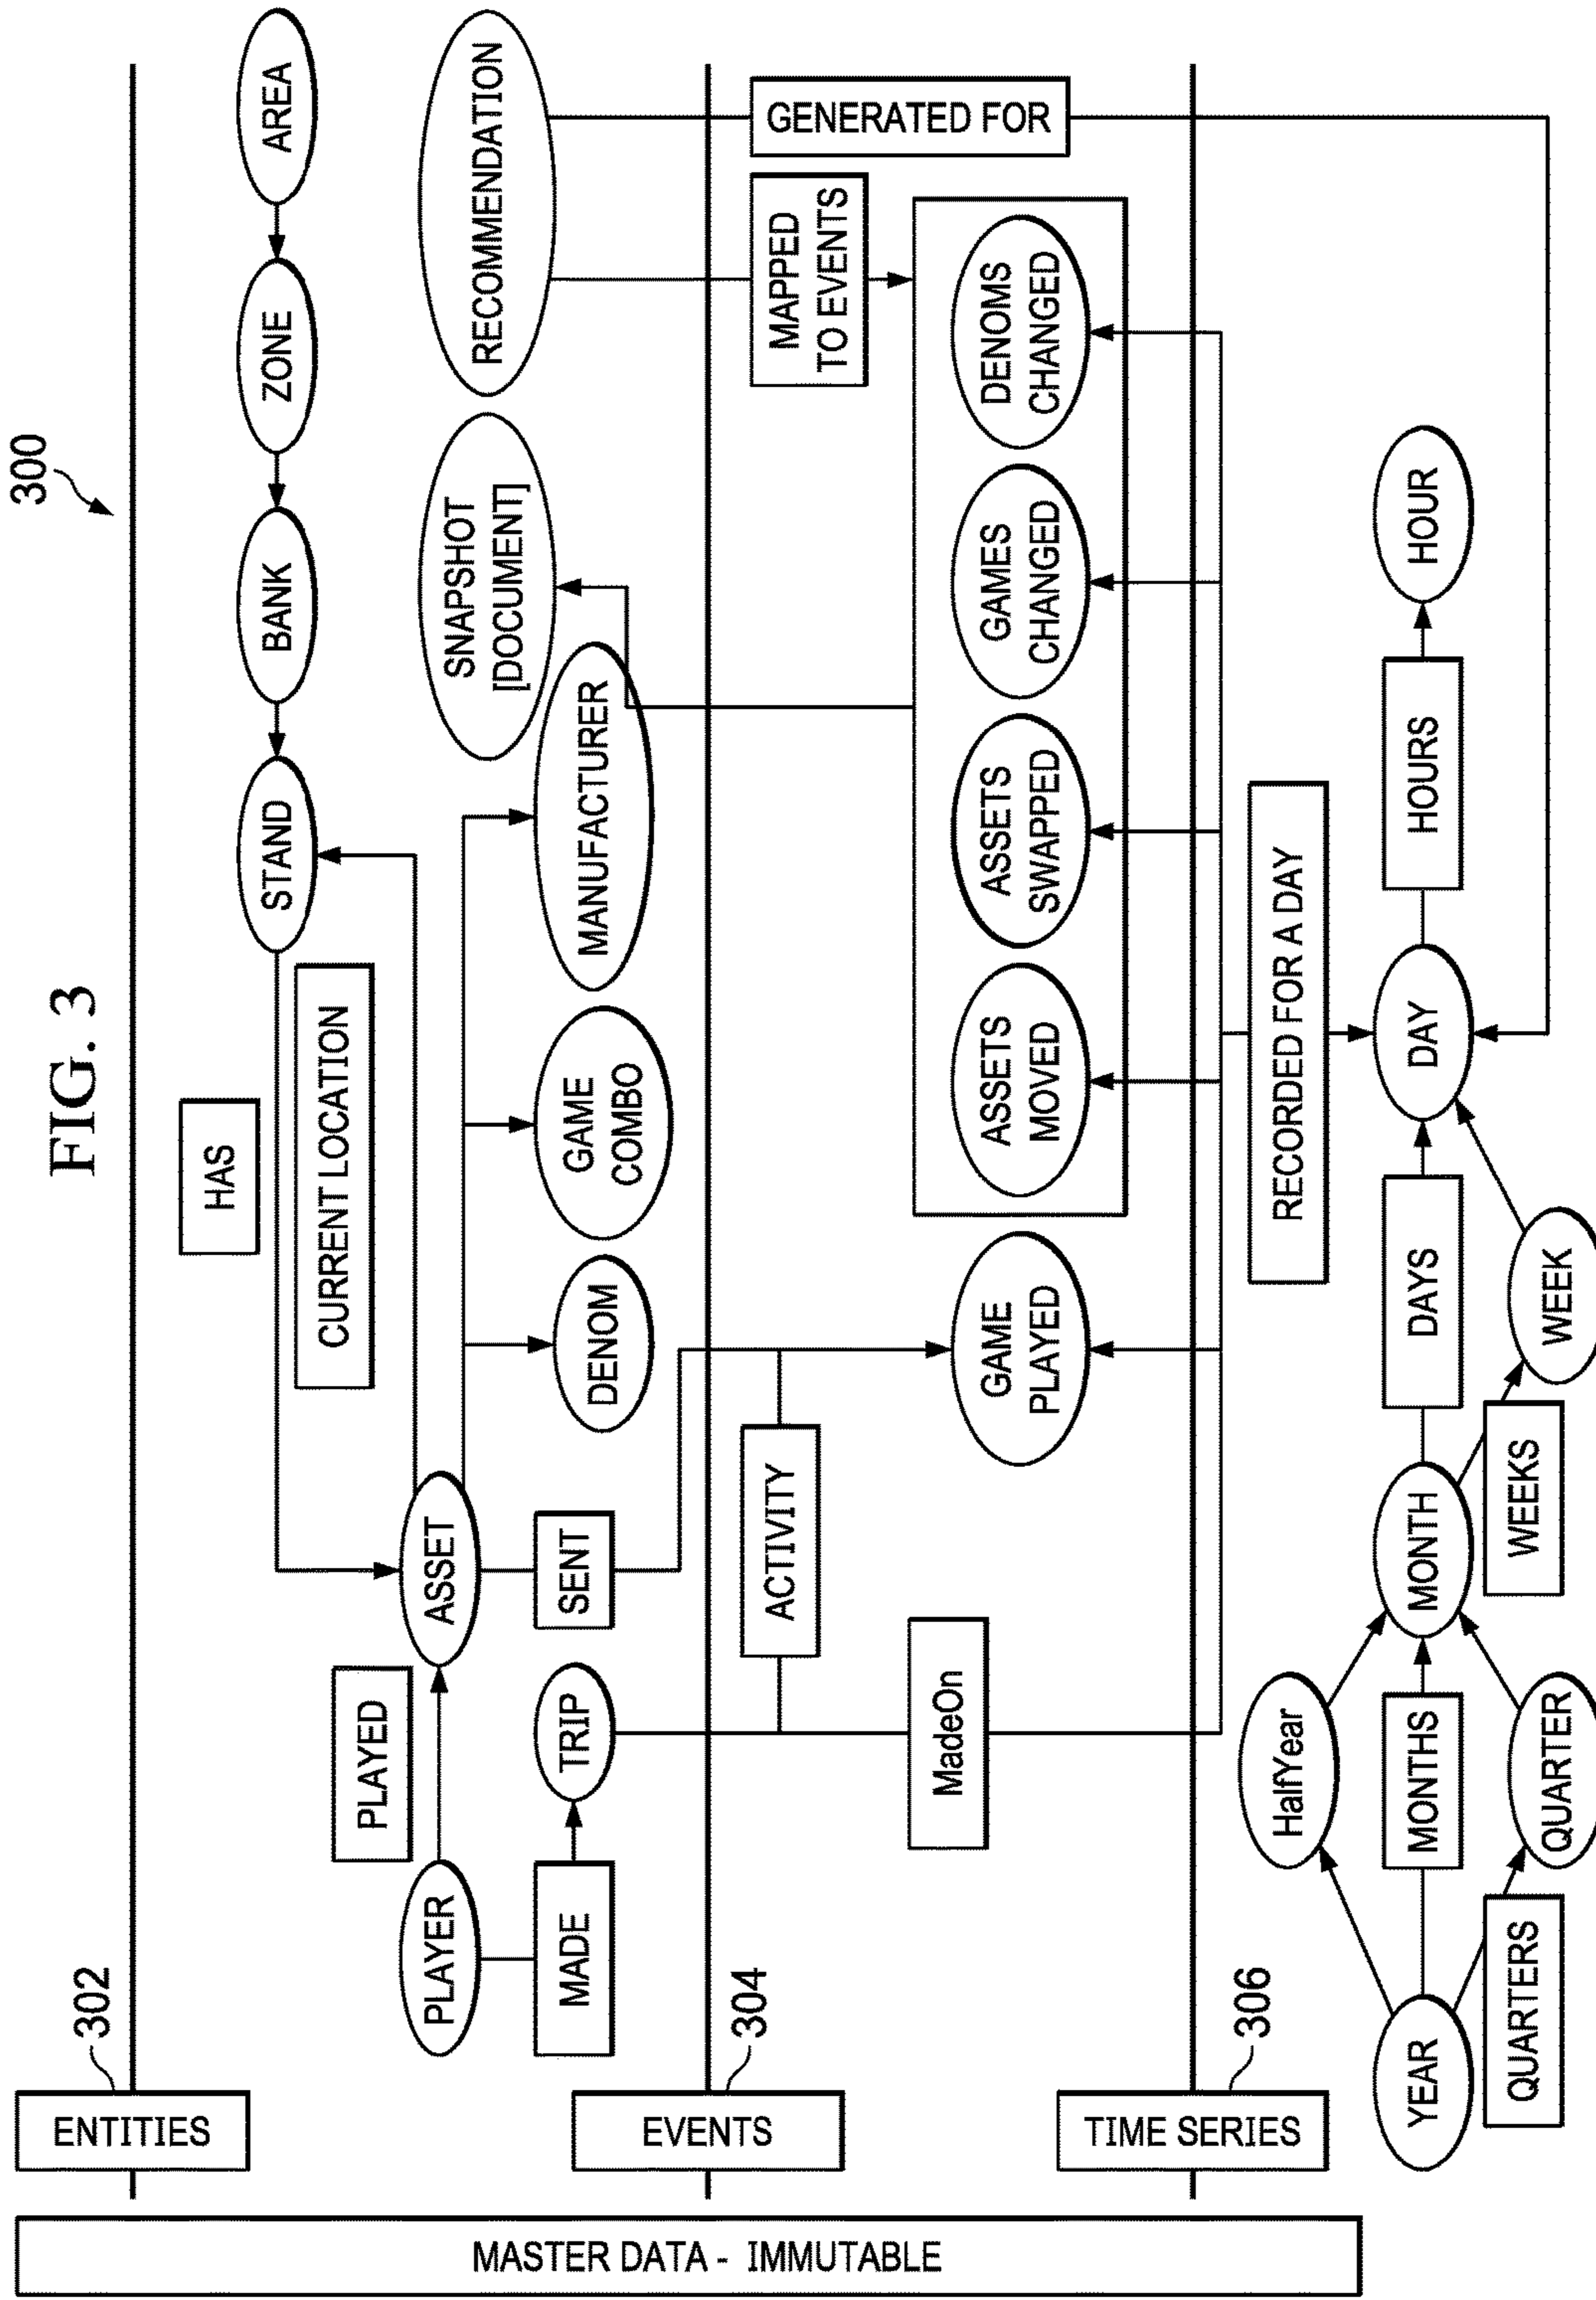 FIG. 3
300
MASTER DATA - IMMUTABLE
ENTITIES
302
HAS
CURRENT LOCATION
STAND
BANK
ZONE
AREA
PLAYER
PLAYED
ASSET
MADE
TRIP
SENT
DENOM
GAME
COMBO
MANUFACTURER
SNAPSHOT
[DOCUMENT]
RECOMMENDATION
EVENTS
304
ACTIVITY
MadeOn
GAME
PLAYED
ASSETS
MOVED
ASSETS
SWAPPED
GAMES
CHANGED
DENOMS
CHANGED
MAPPED
TO EVENTS
GENERATED FOR
TIME SERIES
306
RECORDED FOR A DAY
YEAR
QUARTERS
HalfYear
MONTHS
QUARTER
MONTH
WEEKS
DAYS
WEEK
DAY
HOURS
HOUR